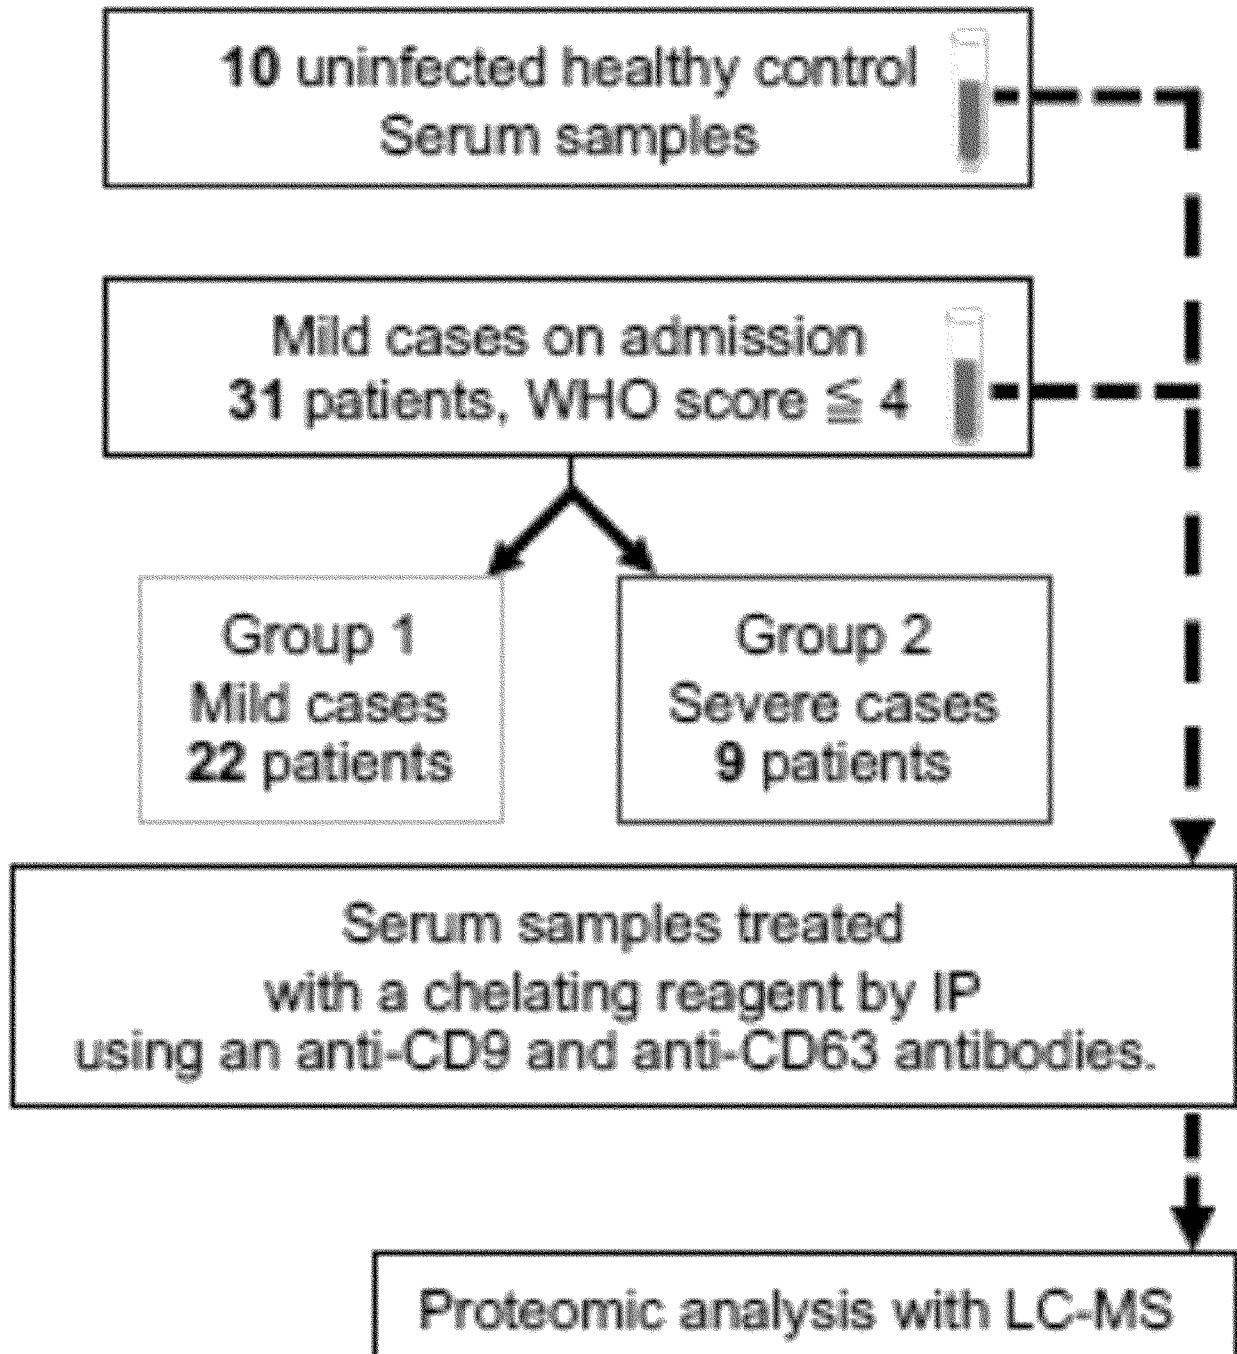 10 uninfected healthy control
Serum samples
Mild cases on admission
31 patients, WHO score ≦ 4
Group 1
Mild cases
22 patients
Group 2
Severe cases
9 patients
Serum samples treated
with a chelating reagent by IP
using an anti-CD9 and anti-CD63 antibodies.
Proteomic analysis with LC-MS